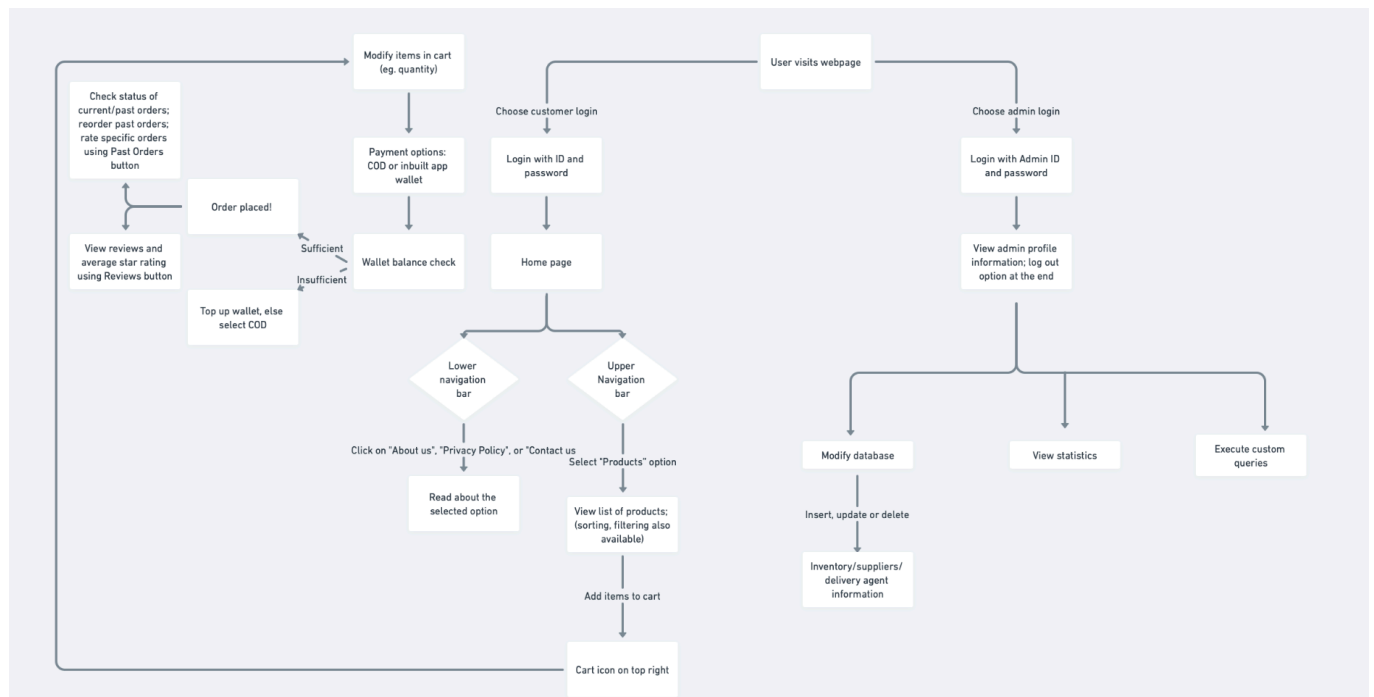 Modify items in cart
(eg. quantity)
User visits webpage
Check status of
current/past orders;
reorder past orders;
rate specific orders
using Past Orders
button
Choose customer login
Choose admin login
Payment options:
COD or inbuilt app
wallet
Login with ID and
password
Login with Admin ID
and password
Order placed!
View reviews and
average star rating
using Reviews button
Sufficient
Insufficient
Wallet balance check
Home page
View admin profile
information; log out
option at the end
Top up wallet, else
select COD
Lower
navigation
bar
Upper
Navigation
bar
Click on "About us", "Privacy Policy", or "Contact us
Select "Products" option
Modify database
View statistics
Execute custom
queries
Read about the
selected option
View list of products;
(sorting, filtering also
available)
Insert, update or delete
Inventory/suppliers/
delivery agent
information
Add items to cart
Cart icon on top right